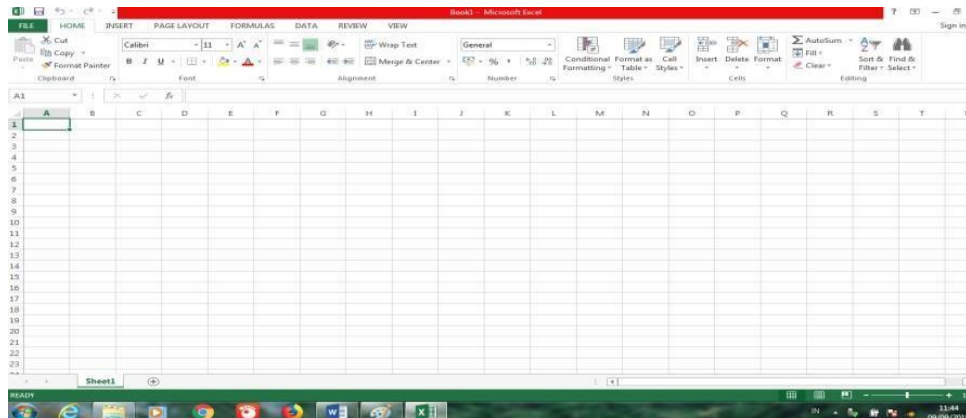 Book1 - Microsoft Excel
FILE HOME INSERT PAGE LAYOUT FORMULAS DATA REVIEW VIEW Sign in
Paste
Cut
Copy
Format Painter
Clipboard
Calibri 11
B I U
Font
Wrap Text
Merge & Center
Alignment
General
%
Number
Conditional Formatting
Format as Table
Cell Styles
Styles
Insert Delete Format
Cells
AutoSum
Fill
Clear
Sort & Filter
Find & Select
Editing
A1 fx
A B C D E F G H I J K L M N O P Q R S T
1
2
3
4
5
6
7
8
9
10
11
12
13
14
15
16
17
18
19
20
21
22
23
Sheet1
READY
IN 11:44